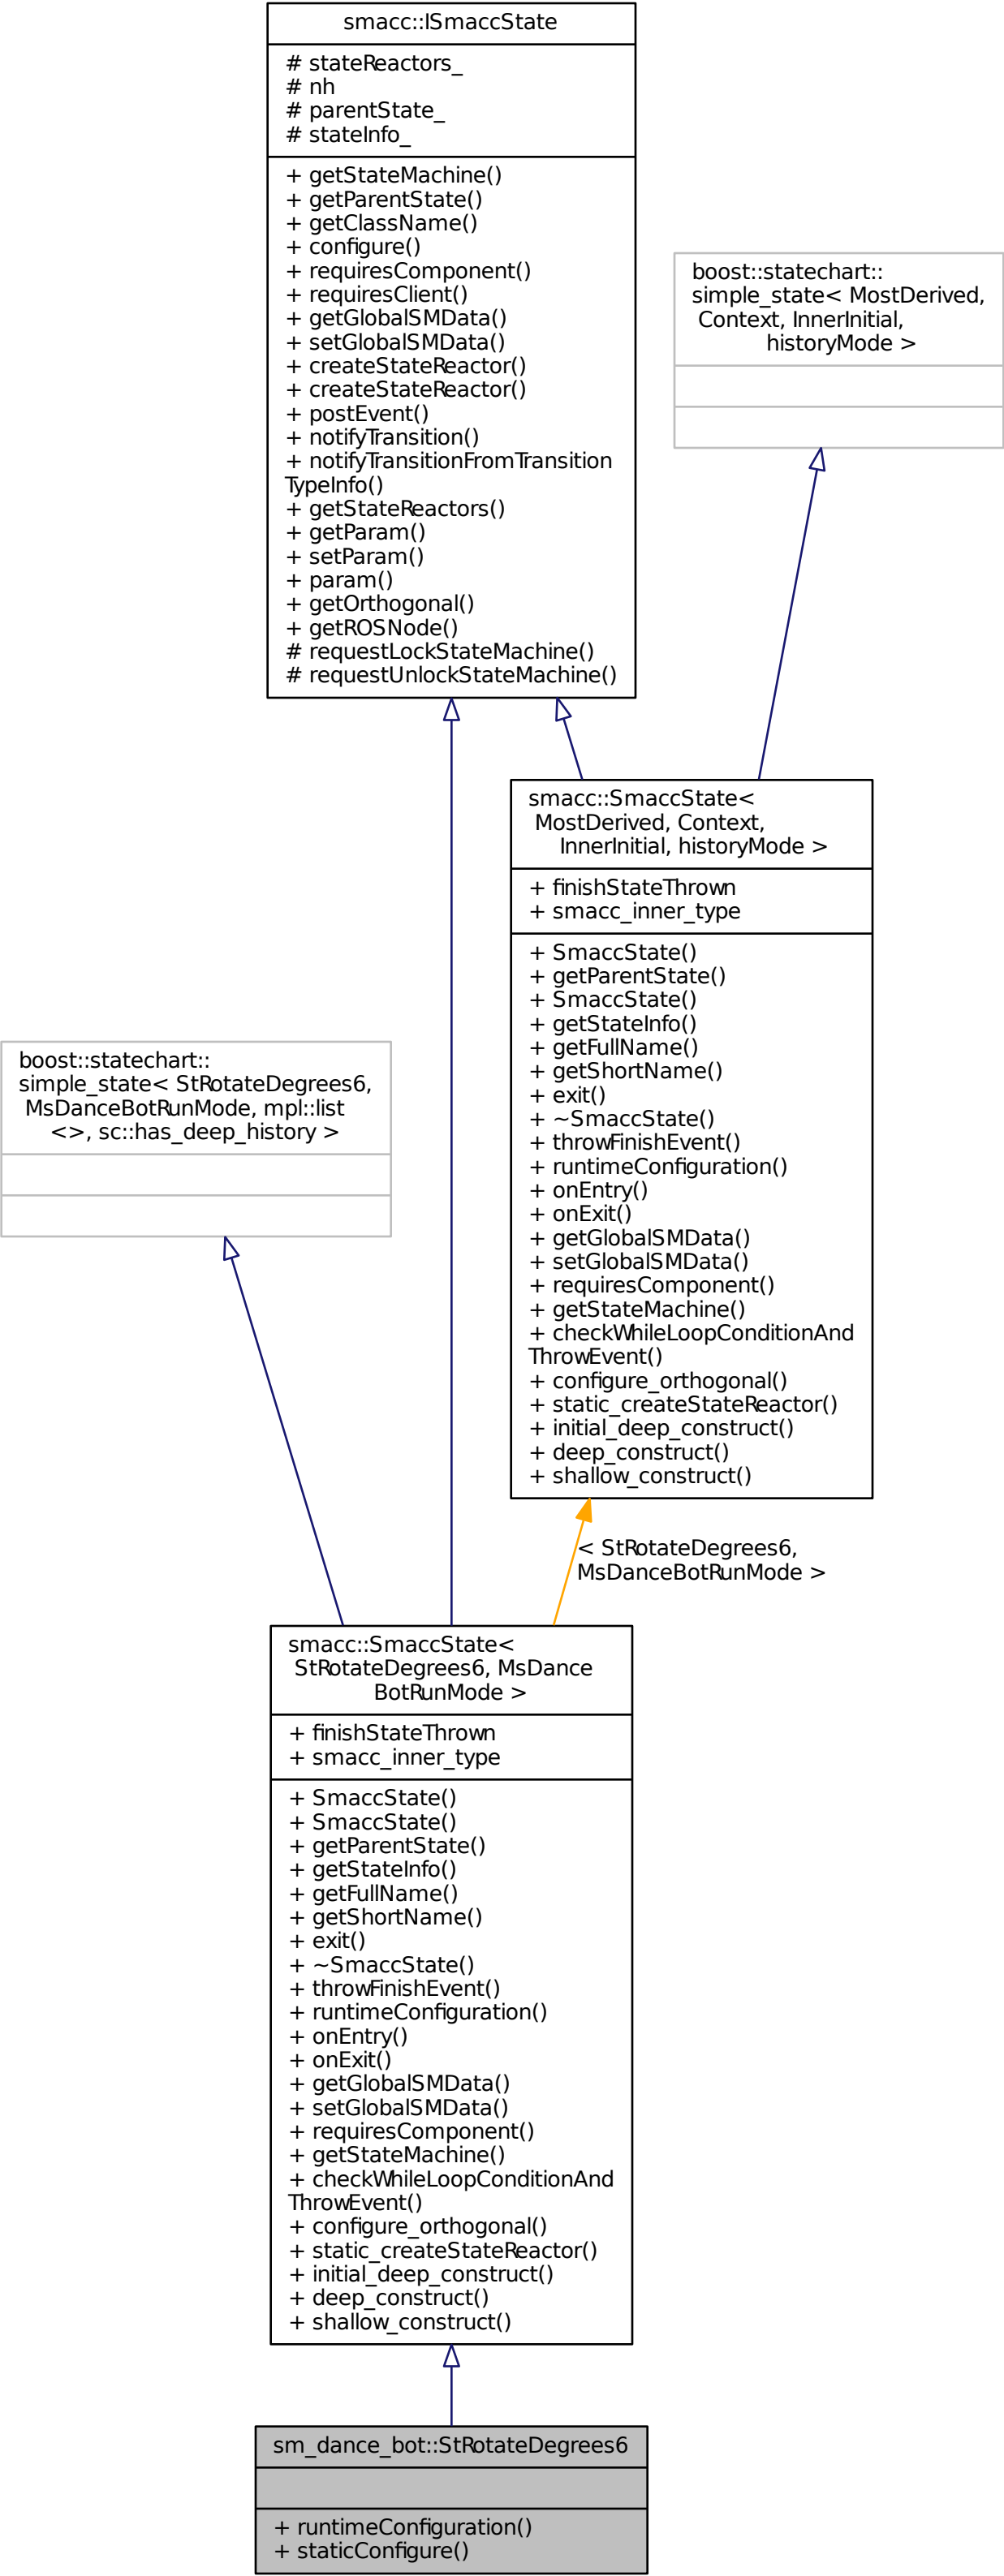 smacc::ISmaccState
# stateReactors_
# nh
# parentState_
# stateInfo_
+ getStateMachine()
+ getParentState()
+ getClassName()
+ configure()
+ requiresComponent()
+ requiresClient()
+ getGlobalSMData()
+ setGlobalSMData()
+ createStateReactor()
+ createStateReactor()
+ postEvent()
+ notifyTransition()
+ notifyTransitionFromTransition
TypeInfo()
+ getStateReactors()
+ getParam()
+ setParam()
+ param()
+ getOrthogonal()
+ getROSNode()
# requestLockStateMachine()
# requestUnlockStateMachine()
boost::statechart::
simple_state< MostDerived,
Context, InnerInitial,
historyMode >
smacc::SmaccState<
MostDerived, Context,
InnerInitial, historyMode >
+ finishStateThrown
+ smacc_inner_type
+ SmaccState()
+ getParentState()
+ SmaccState()
+ getStateInfo()
+ getFullName()
+ getShortName()
+ exit()
+ ~SmaccState()
+ throwFinishEvent()
+ runtimeConfiguration()
+ onEntry()
+ onExit()
+ getGlobalSMData()
+ setGlobalSMData()
+ requiresComponent()
+ getStateMachine()
+ checkWhileLoopConditionAnd
ThrowEvent()
+ configure_orthogonal()
+ static_createStateReactor()
+ initial_deep_construct()
+ deep_construct()
+ shallow_construct()
boost::statechart::
simple_state< StRotateDegrees6,
MsDanceBotRunMode, mpl::list
<>, sc::has_deep_history >
< StRotateDegrees6,
MsDanceBotRunMode >
smacc::SmaccState<
StRotateDegrees6, MsDance
BotRunMode >
+ finishStateThrown
+ smacc_inner_type
+ SmaccState()
+ SmaccState()
+ getParentState()
+ getStateInfo()
+ getFullName()
+ getShortName()
+ exit()
+ ~SmaccState()
+ throwFinishEvent()
+ runtimeConfiguration()
+ onEntry()
+ onExit()
+ getGlobalSMData()
+ setGlobalSMData()
+ requiresComponent()
+ getStateMachine()
+ checkWhileLoopConditionAnd
ThrowEvent()
+ configure_orthogonal()
+ static_createStateReactor()
+ initial_deep_construct()
+ deep_construct()
+ shallow_construct()
sm_dance_bot::StRotateDegrees6
+ runtimeConfiguration()
+ staticConfigure()